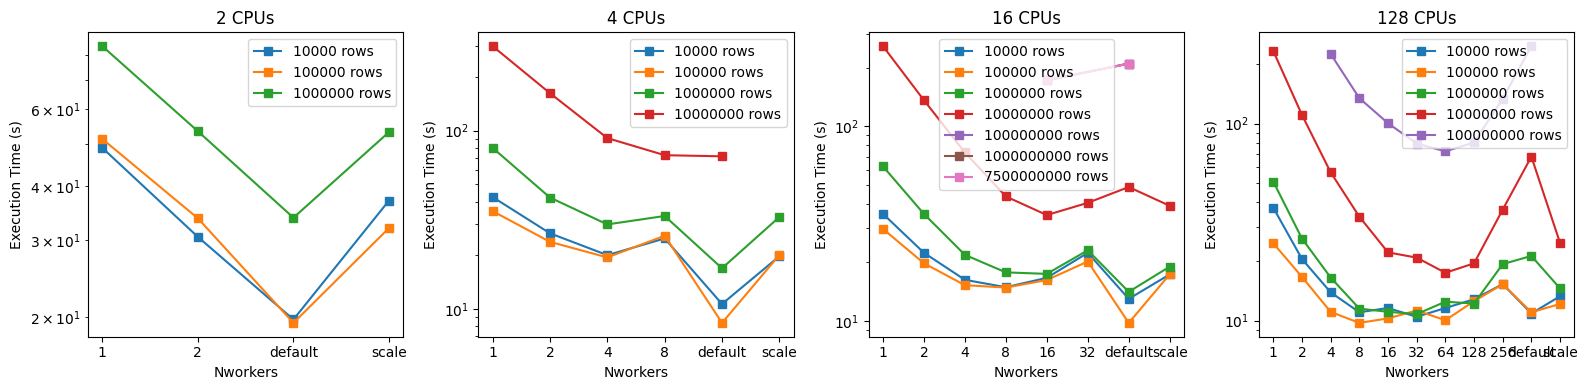 2 CPUs
Execution Time (s)
6 × 10¹
4 × 10¹
3 × 10¹
2 × 10¹
10000 rows
100000 rows
1000000 rows
1
2
default
scale
Nworkers
4 CPUs
Execution Time (s)
10²
10¹
10000 rows
100000 rows
1000000 rows
10000000 rows
1
2
4
8
default
scale
Nworkers
16 CPUs
Execution Time (s)
10²
10¹
10000 rows
100000 rows
1000000 rows
10000000 rows
100000000 rows
1000000000 rows
7500000000 rows
1
2
4
8
16
32
default
scale
Nworkers
128 CPUs
Execution Time (s)
10²
10¹
10000 rows
100000 rows
1000000 rows
10000000 rows
100000000 rows
1
2
4
8
16
32
64
128
256
default
scale
Nworkers